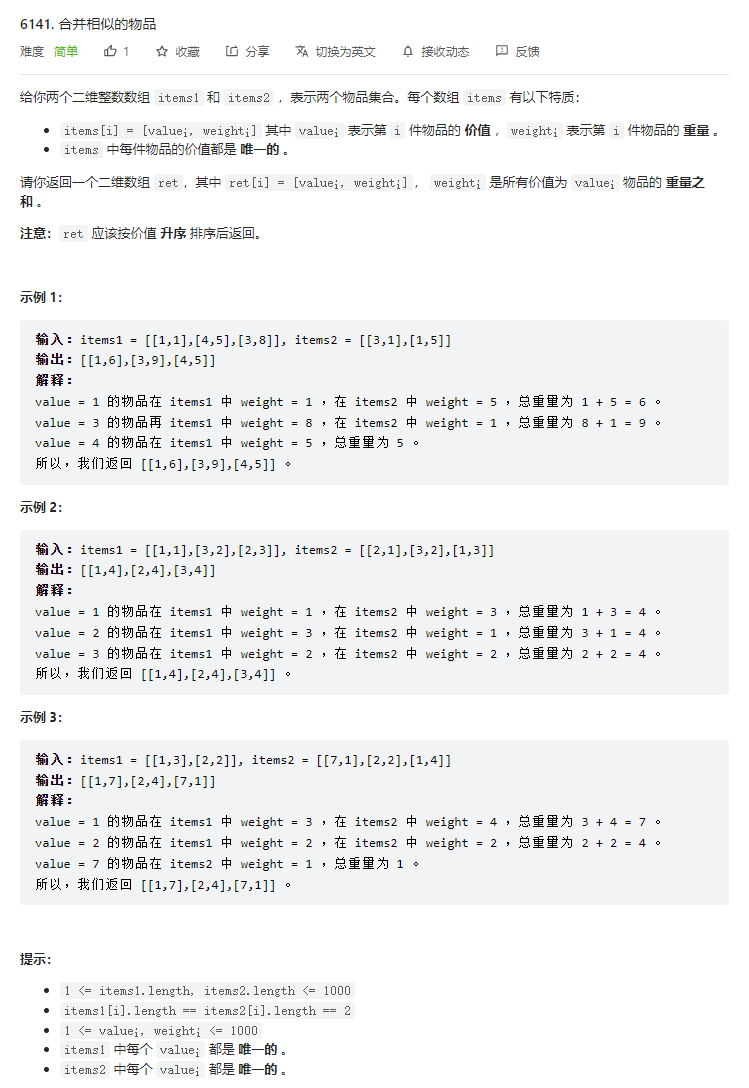 6141. 合并相似的物品
难度 简单 1 收藏 分享 切换为英文 接收动态 反馈
给你两个二维整数数组 items1 和 items2 ，表示两个物品集合。每个数组 items 有以下特质：
items[i] = [valueᵢ, weightᵢ] 其中 valueᵢ 表示第 i 件物品的 价值 ，weightᵢ 表示第 i 件物品的 重量 。
items 中每件物品的价值都是 唯一的 。
请你返回一个二维数组 ret，其中 ret[i] = [valueᵢ, weightᵢ]， weightᵢ 是所有价值为 valueᵢ 物品的 重量之
和 。
注意： ret 应该按价值 升序 排序后返回。
示例 1：
输入：items1 = [[1,1],[4,5],[3,8]], items2 = [[3,1],[1,5]]
输出：[[1,6],[3,9],[4,5]]
解释：
value = 1 的物品在 items1 中 weight = 1 ，在 items2 中 weight = 5 ，总重量为 1 + 5 = 6 。
value = 3 的物品再 items1 中 weight = 8 ，在 items2 中 weight = 1 ，总重量为 8 + 1 = 9 。
value = 4 的物品在 items1 中 weight = 5 ，总重量为 5 。
所以，我们返回 [[1,6],[3,9],[4,5]] 。
示例 2：
输入：items1 = [[1,1],[3,2],[2,3]], items2 = [[2,1],[3,2],[1,3]]
输出：[[1,4],[2,4],[3,4]]
解释：
value = 1 的物品在 items1 中 weight = 1 ，在 items2 中 weight = 3 ，总重量为 1 + 3 = 4 。
value = 2 的物品在 items1 中 weight = 3 ，在 items2 中 weight = 1 ，总重量为 3 + 1 = 4 。
value = 3 的物品在 items1 中 weight = 2 ，在 items2 中 weight = 2 ，总重量为 2 + 2 = 4 。
所以，我们返回 [[1,4],[2,4],[3,4]] 。
示例 3：
输入：items1 = [[1,3],[2,2]], items2 = [[7,1],[2,2],[1,4]]
输出：[[1,7],[2,4],[7,1]]
解释：
value = 1 的物品在 items1 中 weight = 3 ，在 items2 中 weight = 4 ，总重量为 3 + 4 = 7 。
value = 2 的物品在 items1 中 weight = 2 ，在 items2 中 weight = 2 ，总重量为 2 + 2 = 4 。
value = 7 的物品在 items2 中 weight = 1 ，总重量为 1 。
所以，我们返回 [[1,7],[2,4],[7,1]] 。
提示：
1 <= items1.length, items2.length <= 1000
items1[i].length == items2[i].length == 2
1 <= valueᵢ, weightᵢ <= 1000
items1 中每个 valueᵢ 都是 唯一的 。
items2 中每个 valueᵢ 都是 唯一的 。